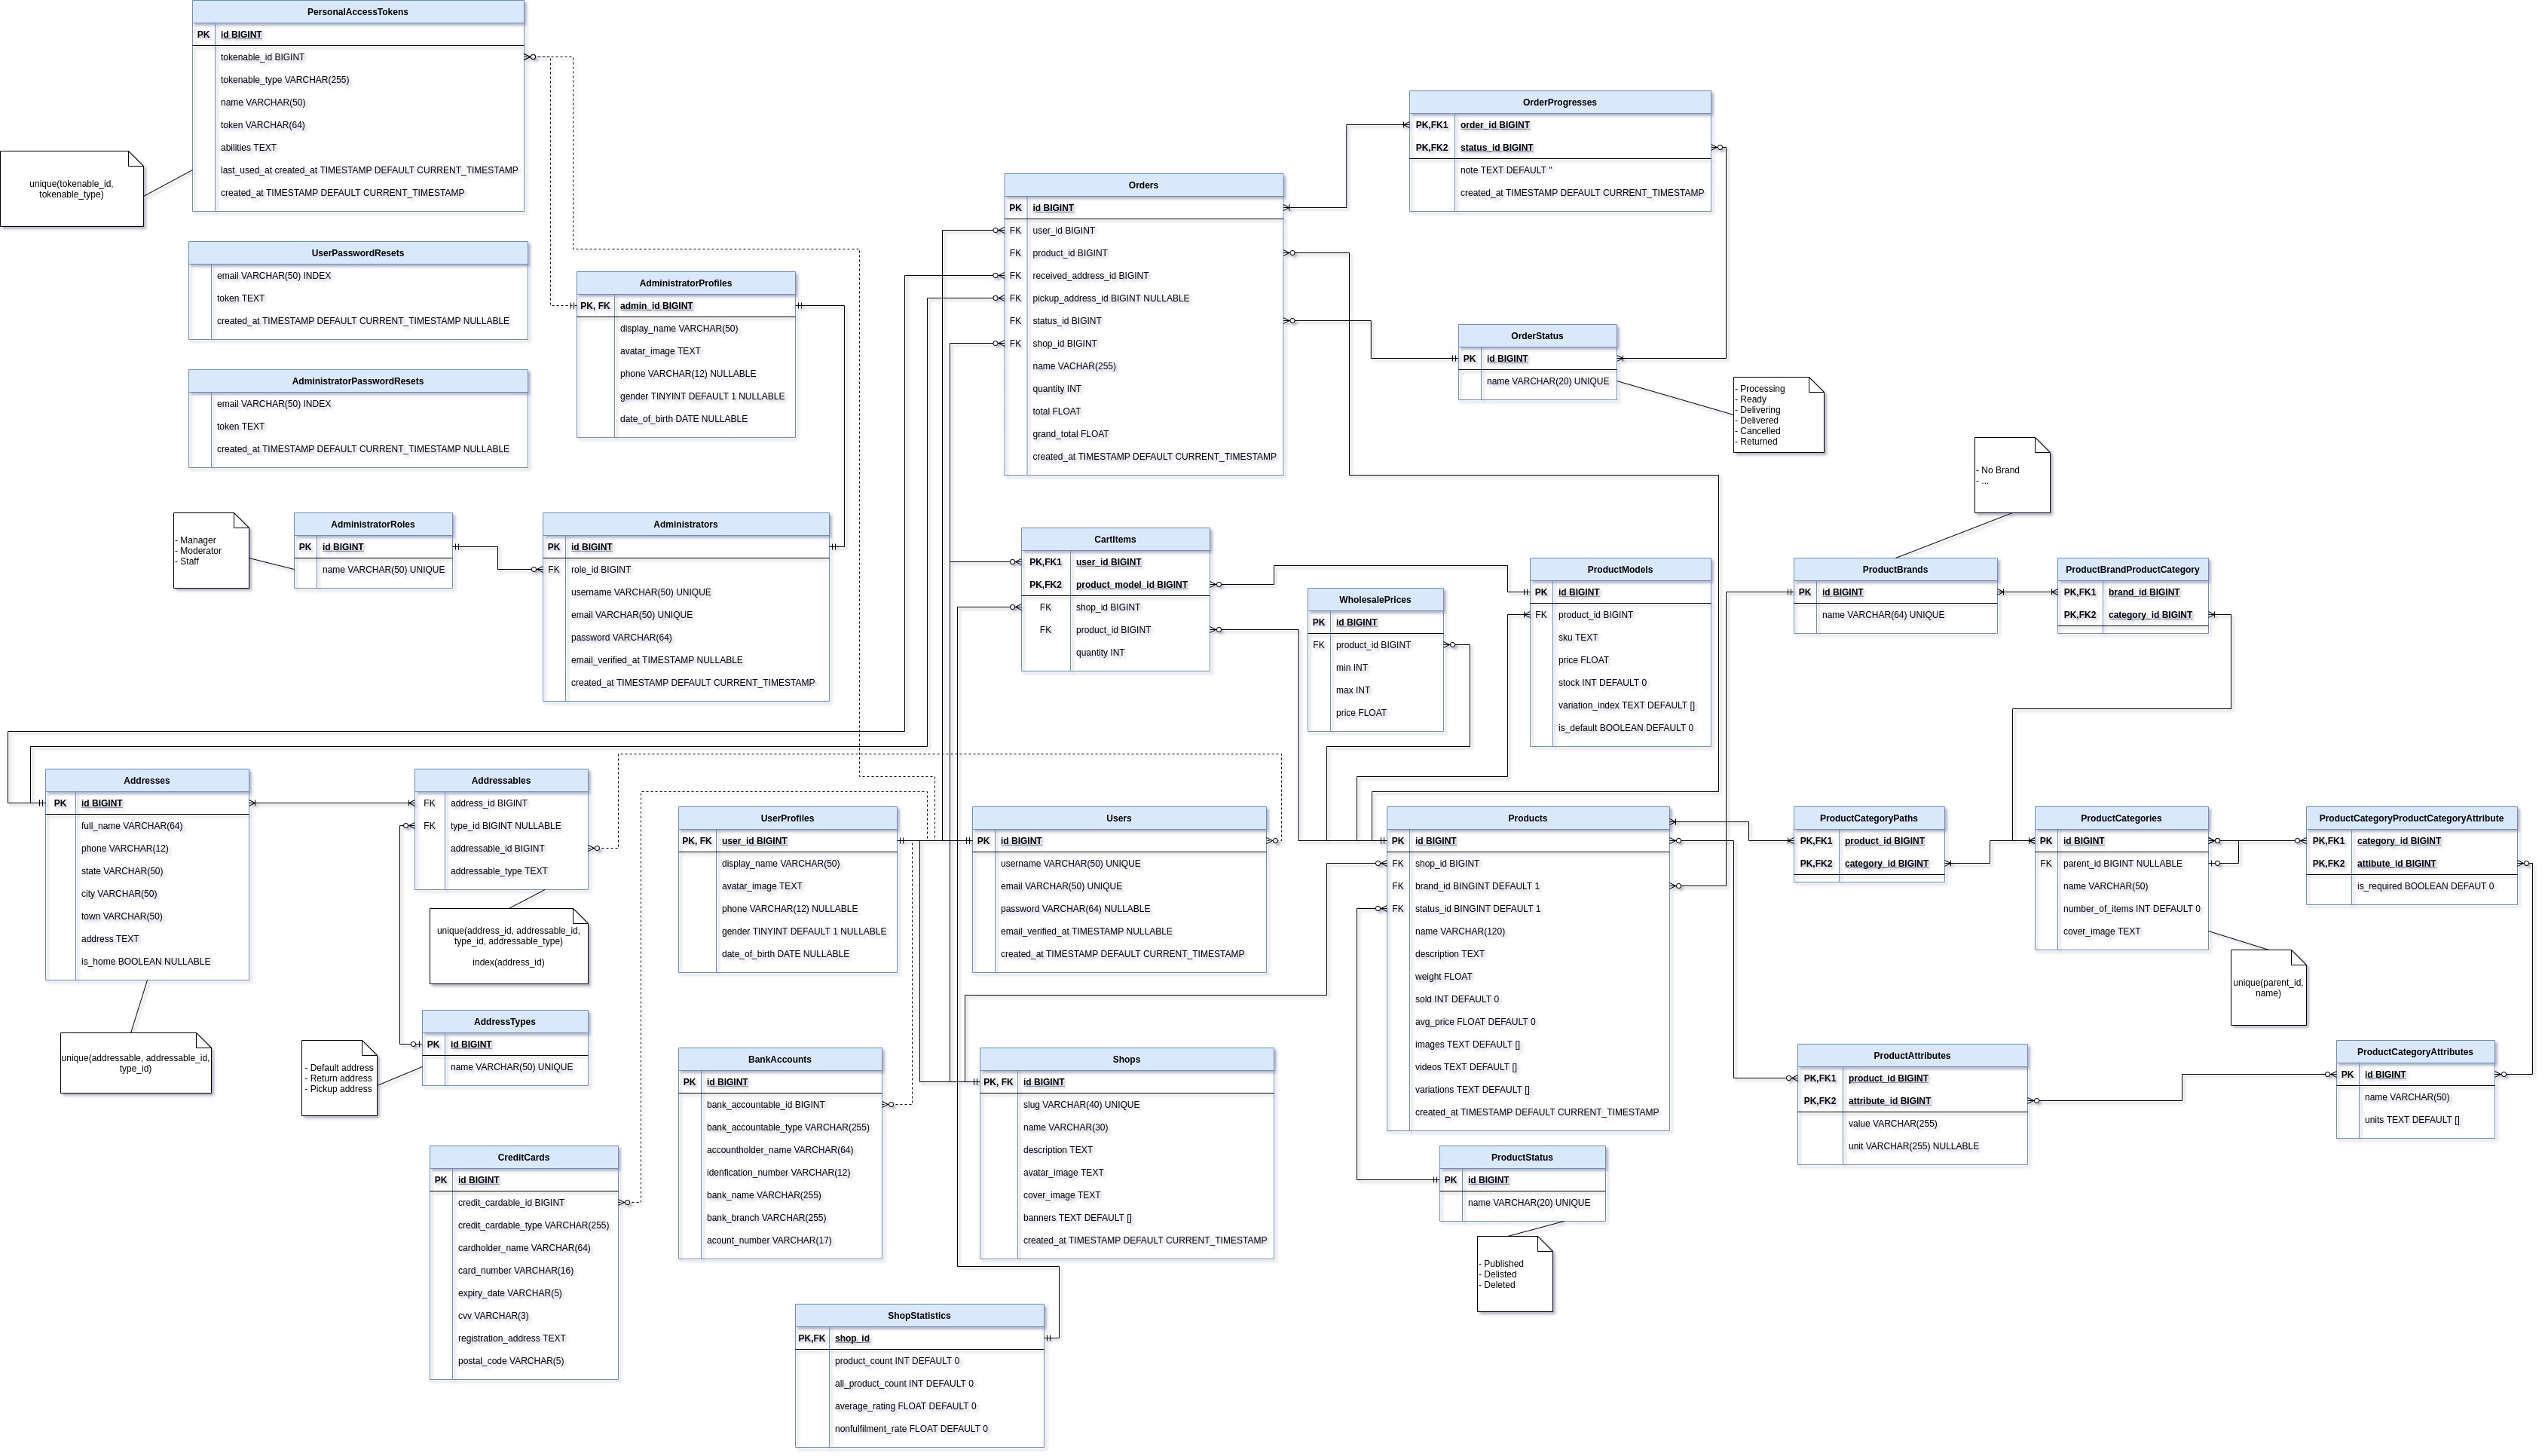 PersonalAccessTokens
PK id BIGINT
tokenable_id BIGINT
tokenable_type VARCHAR(255)
name VARCHAR(50)
token VARCHAR(64)
abilities TEXT
last_used_at created_at TIMESTAMP DEFAULT CURRENT_TIMESTAMP
created_at TIMESTAMP DEFAULT CURRENT_TIMESTAMP
unique(tokenable_id,
tokenable_type)
UserPasswordResets
email VARCHAR(50) INDEX
token TEXT
created_at TIMESTAMP DEFAULT CURRENT_TIMESTAMP NULLABLE
AdministratorPasswordResets
email VARCHAR(50) INDEX
token TEXT
created_at TIMESTAMP DEFAULT CURRENT_TIMESTAMP NULLABLE
AdministratorProfiles
PK, FK admin_id BIGINT
display_name VARCHAR(50)
avatar_image TEXT
phone VARCHAR(12) NULLABLE
gender TINYINT DEFAULT 1 NULLABLE
date_of_birth DATE NULLABLE
- Manager
- Moderator
- Staff
AdministratorRoles
PK id BIGINT
name VARCHAR(50) UNIQUE
Administrators
PK id BIGINT
FK role_id BIGINT
username VARCHAR(50) UNIQUE
email VARCHAR(50) UNIQUE
password VARCHAR(64)
email_verified_at TIMESTAMP NULLABLE
created_at TIMESTAMP DEFAULT CURRENT_TIMESTAMP
Orders
PK id BIGINT
FK user_id BIGINT
FK product_id BIGINT
FK received_address_id BIGINT
FK pickup_address_id BIGINT NULLABLE
FK status_id BIGINT
FK shop_id BIGINT
name VACHAR(255)
quantity INT
total FLOAT
grand_total FLOAT
created_at TIMESTAMP DEFAULT CURRENT_TIMESTAMP
OrderProgresses
PK,FK1 order_id BIGINT
PK,FK2 status_id BIGINT
note TEXT DEFAULT ''
created_at TIMESTAMP DEFAULT CURRENT_TIMESTAMP
OrderStatus
PK id BIGINT
name VARCHAR(20) UNIQUE
- Processing
- Ready
- Delivering
- Delivered
- Cancelled
- Returned
CartItems
PK,FK1 user_id BIGINT
PK,FK2 product_model_id BIGINT
FK shop_id BIGINT
FK product_id BIGINT
quantity INT
WholesalePrices
PK id BIGINT
FK product_id BIGINT
min INT
max INT
price FLOAT
ProductModels
PK id BIGINT
FK product_id BIGINT
sku TEXT
price FLOAT
stock INT DEFAULT 0
variation_index TEXT DEFAULT []
is_default BOOLEAN DEFAULT 0
- No Brand
- ...
ProductBrands
PK id BIGINT
name VARCHAR(64) UNIQUE
ProductBrandProductCategory
PK,FK1 brand_id BIGINT
PK,FK2 category_id BIGINT
Addresses
PK id BIGINT
full_name VARCHAR(64)
phone VARCHAR(12)
state VARCHAR(50)
city VARCHAR(50)
town VARCHAR(50)
address TEXT
is_home BOOLEAN NULLABLE
unique(addressable, addressable_id,
type_id)
Addressables
FK address_id BIGINT
FK type_id BIGINT NULLABLE
addressable_id BIGINT
addressable_type TEXT
unique(address_id, addressable_id,
type_id, addressable_type)
index(address_id)
AddressTypes
PK id BIGINT
name VARCHAR(50) UNIQUE
- Default address
- Return address
- Pickup address
CreditCards
PK id BIGINT
credit_cardable_id BIGINT
credit_cardable_type VARCHAR(255)
cardholder_name VARCHAR(64)
card_number VARCHAR(16)
expiry_date VARCHAR(5)
cvv VARCHAR(3)
registration_address TEXT
postal_code VARCHAR(5)
UserProfiles
PK, FK user_id BIGINT
display_name VARCHAR(50)
avatar_image TEXT
phone VARCHAR(12) NULLABLE
gender TINYINT DEFAULT 1 NULLABLE
date_of_birth DATE NULLABLE
Users
PK id BIGINT
username VARCHAR(50) UNIQUE
email VARCHAR(50) UNIQUE
password VARCHAR(64) NULLABLE
email_verified_at TIMESTAMP NULLABLE
created_at TIMESTAMP DEFAULT CURRENT_TIMESTAMP
BankAccounts
PK id BIGINT
bank_accountable_id BIGINT
bank_accountable_type VARCHAR(255)
accountholder_name VARCHAR(64)
idenfication_number VARCHAR(12)
bank_name VARCHAR(255)
bank_branch VARCHAR(255)
acount_number VARCHAR(17)
Shops
PK, FK id BIGINT
slug VARCHAR(40) UNIQUE
name VARCHAR(30)
description TEXT
avatar_image TEXT
cover_image TEXT
banners TEXT DEFAULT []
created_at TIMESTAMP DEFAULT CURRENT_TIMESTAMP
ShopStatistics
PK,FK shop_id
product_count INT DEFAULT 0
all_product_count INT DEFAULT 0
average_rating FLOAT DEFAULT 0
nonfulfilment_rate FLOAT DEFAULT 0
Products
PK id BIGINT
FK shop_id BIGINT
FK brand_id BINGINT DEFAULT 1
FK status_id BINGINT DEFAULT 1
name VARCHAR(120)
description TEXT
weight FLOAT
sold INT DEFAULT 0
avg_price FLOAT DEFAULT 0
images TEXT DEFAULT []
videos TEXT DEFAULT []
variations TEXT DEFAULT []
created_at TIMESTAMP DEFAULT CURRENT_TIMESTAMP
ProductStatus
PK id BIGINT
name VARCHAR(20) UNIQUE
- Published
- Delisted
- Deleted
ProductCategoryPaths
PK,FK1 product_id BIGINT
PK,FK2 category_id BIGINT
ProductCategories
PK id BIGINT
FK parent_id BIGINT NULLABLE
name VARCHAR(50)
number_of_items INT DEFAULT 0
cover_image TEXT
unique(parent_id,
name)
ProductCategoryProductCategoryAttribute
PK,FK1 category_id BIGINT
PK,FK2 attibute_id BIGINT
is_required BOOLEAN DEFAUT 0
ProductAttributes
PK,FK1 product_id BIGINT
PK,FK2 attribute_id BIGINT
value VARCHAR(255)
unit VARCHAR(255) NULLABLE
ProductCategoryAttributes
PK id BIGINT
name VARCHAR(50)
units TEXT DEFAULT []